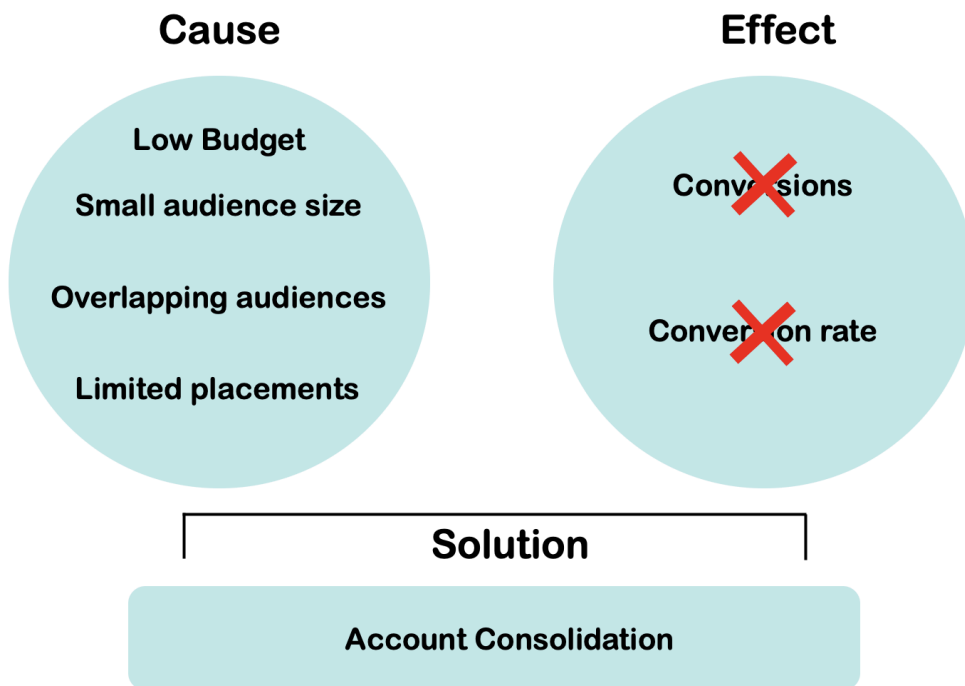 Cause
Effect
Low Budget
Small audience size
Overlapping audiences
Limited placements
Conversions
Conversion rate
Solution
Account Consolidation